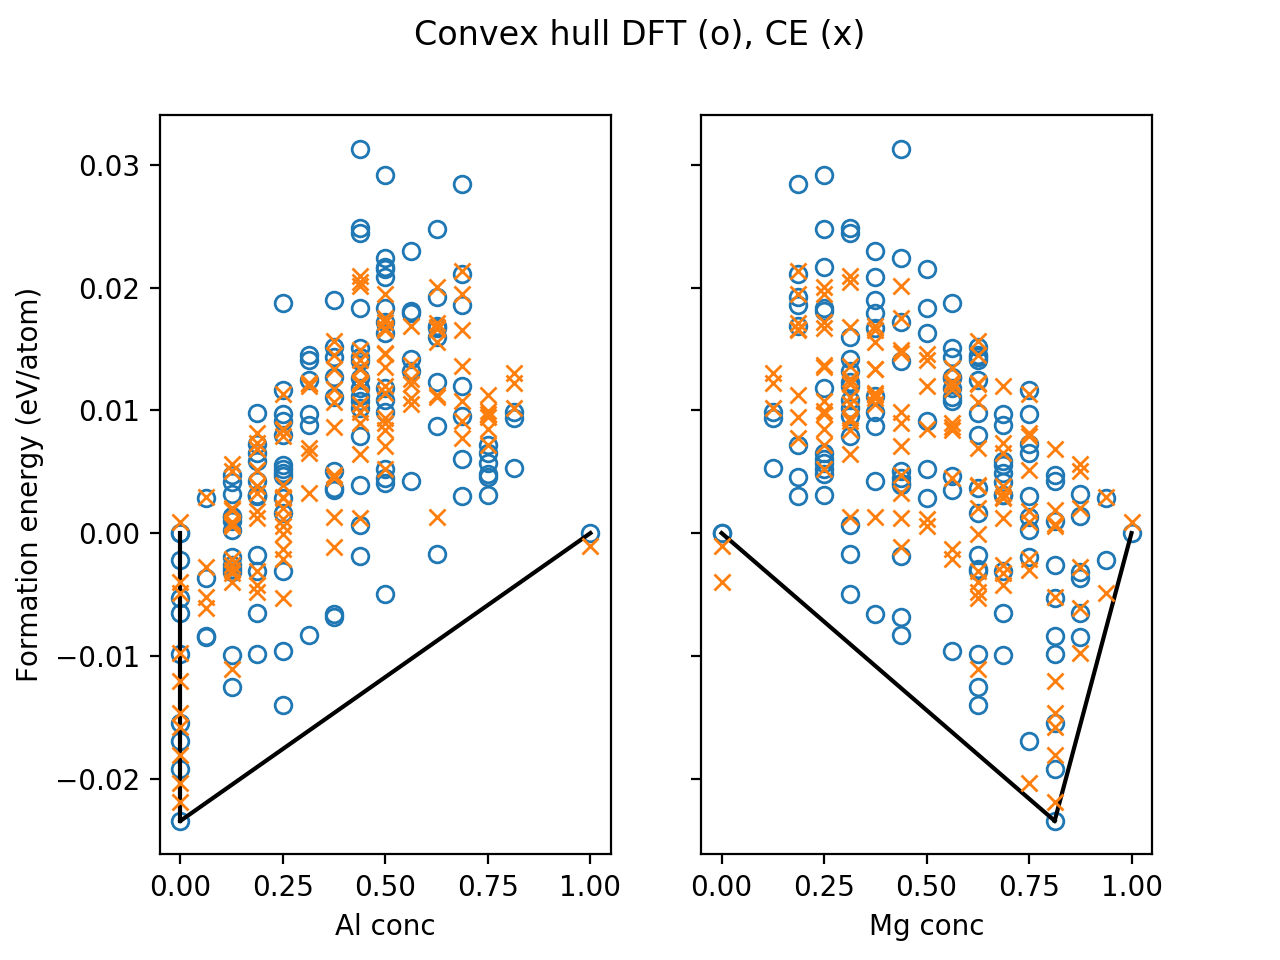 Convex hull DFT (o), CE (x)
Formation energy (eV/atom)
0.03
0.02
0.01
0.00
−0.01
−0.02
0.00 0.25 0.50 0.75 1.00
Al conc
0.00 0.25 0.50 0.75 1.00
Mg conc